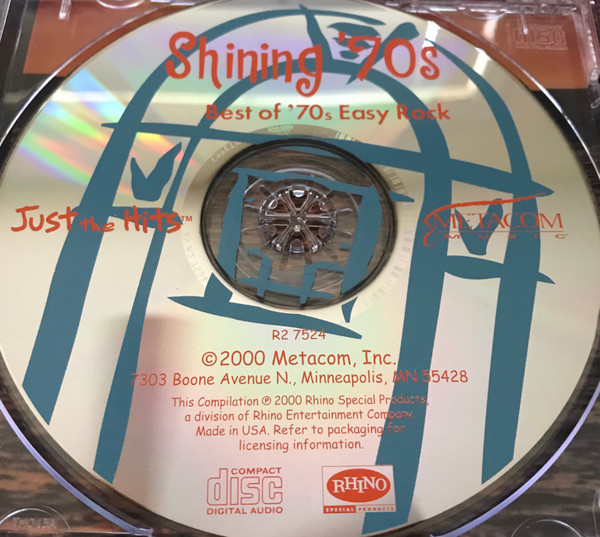 Shining '70s
Best of '70s Easy Rock
Just the Hits™
METACOM
MUSIC
R2 7524
©2000 Metacom, Inc.
7303 Boone Avenue N., Minneapolis, MN 55428
This Compilation ℗ 2000 Rhino Special Products,
a division of Rhino Entertainment Company.
Made in USA. Refer to packaging for
licensing information.
COMPACT
disc
DIGITAL AUDIO
RHINO
SPECIAL PRODUCTS